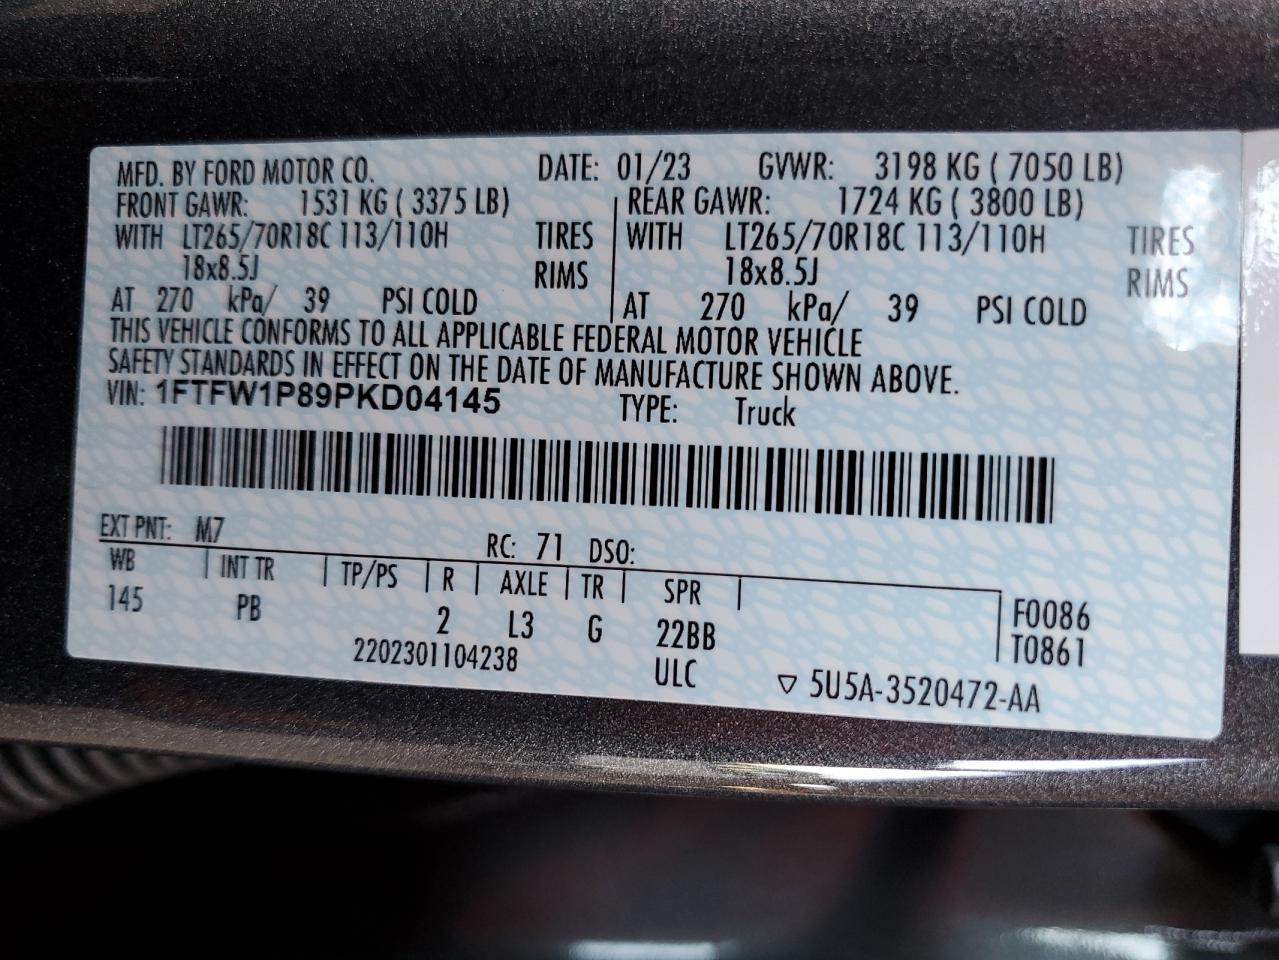 MFD. BY FORD MOTOR CO. DATE: 01/23 GVWR: 3198 KG ( 7050 LB)
FRONT GAWR: 1531 KG ( 3375 LB) REAR GAWR: 1724 KG ( 3800 LB)
WITH LT265/70R18C 113/110H TIRES WITH LT265/70R18C 113/110H TIRES
18x8.5J RIMS 18x8.5J RIMS
AT 270 kPa/ 39 PSI COLD AT 270 kPa/ 39 PSI COLD
THIS VEHICLE CONFORMS TO ALL APPLICABLE FEDERAL MOTOR VEHICLE
SAFETY STANDARDS IN EFFECT ON THE DATE OF MANUFACTURE SHOWN ABOVE.
VIN: 1FTFW1P89PKD04145 TYPE: Truck
EXT PNT: M7 RC: 71 DSO:
WB INT TR TP/PS R AXLE TR SPR F0086
145 PB 2 L3 G 22BB T0861
2202301104238 ULC ▽ 5U5A-3520472-AA